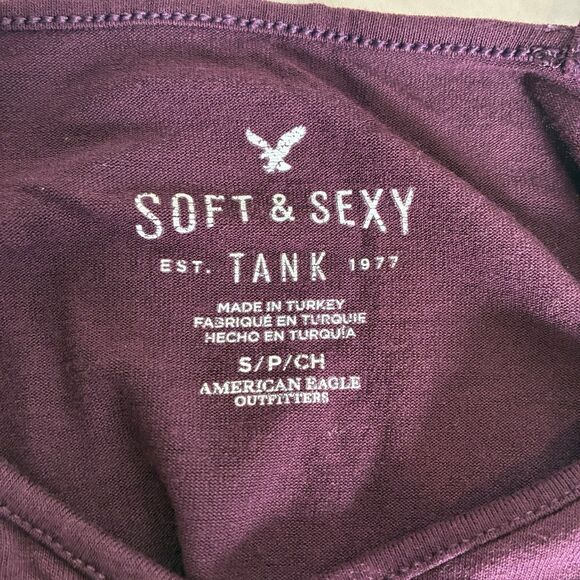 SOFT & SEXY
EST. TANK 1977
MADE IN TURKEY
FABRIQUÉ EN TURQUIE
HECHO EN TURQUÍA
S/P/CH
AMERICAN EAGLE
OUTFITTERS